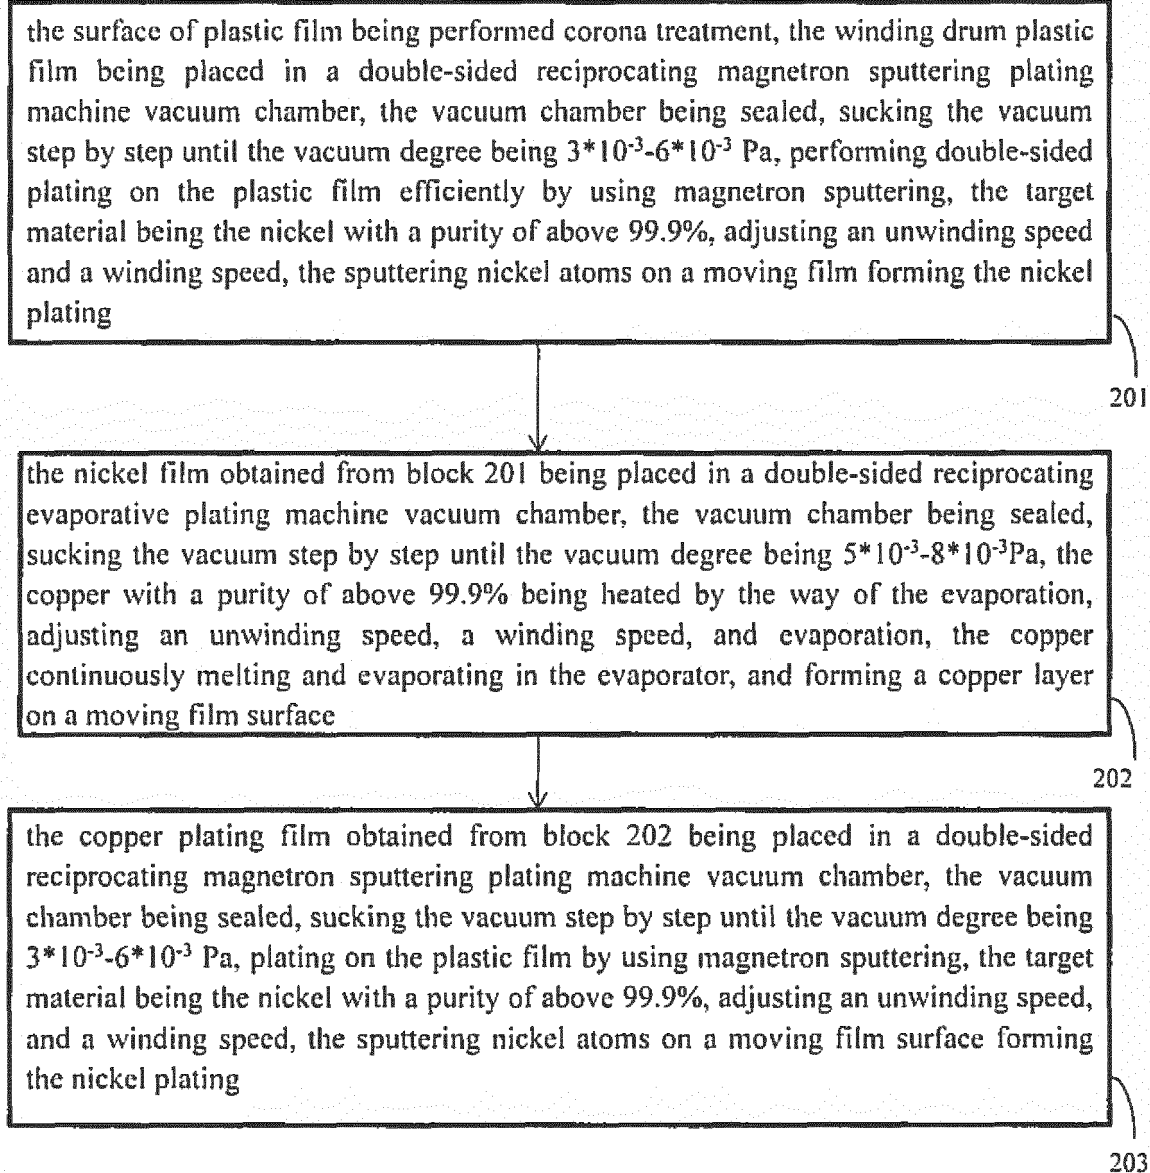 the surface of plastic film being performed corona treatment, the winding drum plastic
film being placed in a double-sided reciprocating magnetron sputtering plating
machine vacuum chamber, the vacuum chamber being sealed, sucking the vacuum
step by step until the vacuum degree being 3*10⁻³-6*10⁻³ Pa, performing double-sided
plating on the plastic film efficiently by using magnetron sputtering, the target
material being the nickel with a purity of above 99.9%, adjusting an unwinding speed
and a winding speed, the sputtering nickel atoms on a moving film forming the nickel
plating
201
the nickel film obtained from block 201 being placed in a double-sided reciprocating
evaporative plating machine vacuum chamber, the vacuum chamber being sealed,
sucking the vacuum step by step until the vacuum degree being 5*10⁻³-8*10⁻³Pa, the
copper with a purity of above 99.9% being heated by the way of the evaporation,
adjusting an unwinding speed, a winding speed, and evaporation, the copper
continuously melting and evaporating in the evaporator, and forming a copper layer
on a moving film surface
202
the copper plating film obtained from block 202 being placed in a double-sided
reciprocating magnetron sputtering plating machine vacuum chamber, the vacuum
chamber being sealed, sucking the vacuum step by step until the vacuum degree being
3*10⁻³-6*10⁻³ Pa, plating on the plastic film by using magnetron sputtering, the target
material being the nickel with a purity of above 99.9%, adjusting an unwinding speed,
and a winding speed, the sputtering nickel atoms on a moving film surface forming
the nickel plating
203